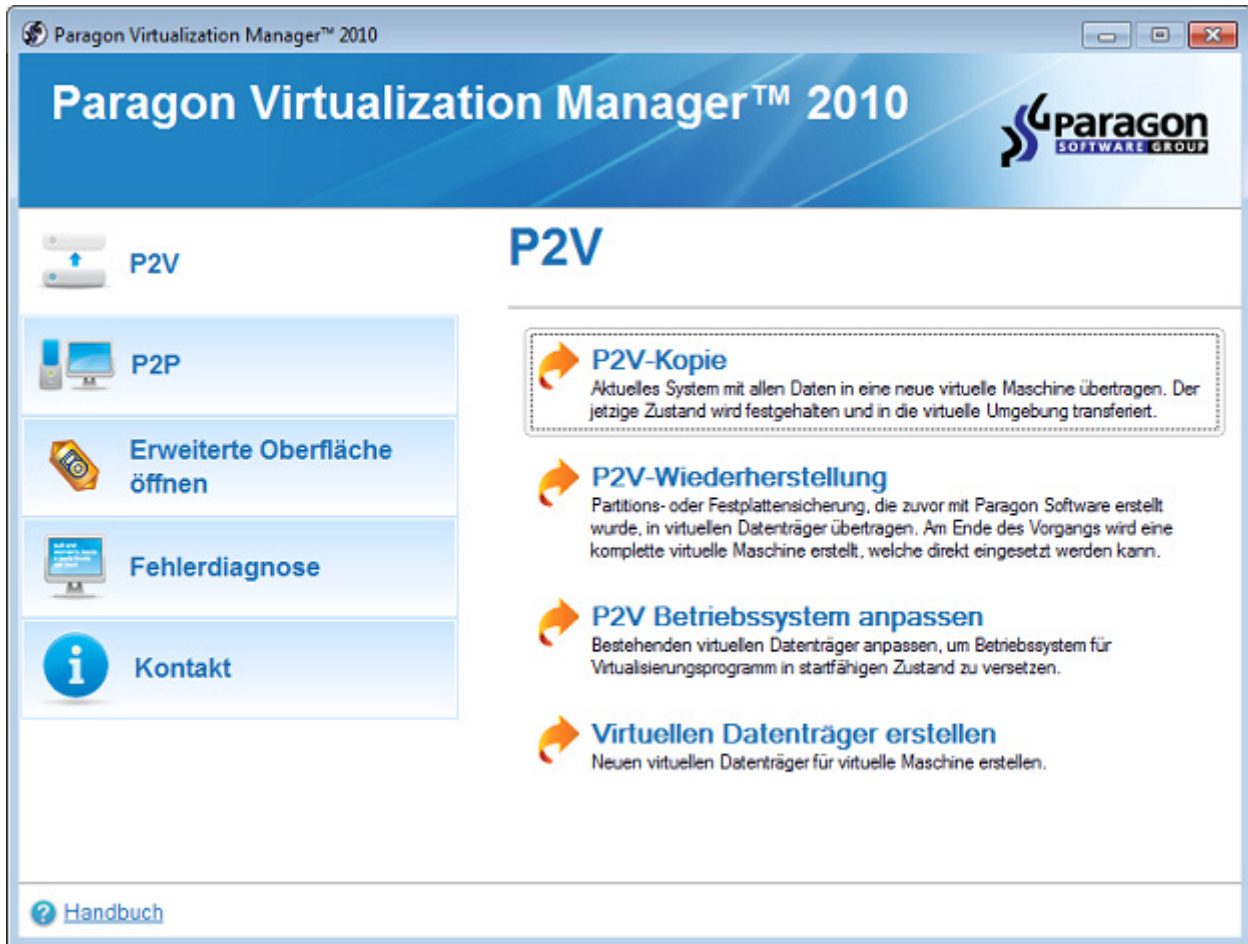 Paragon Virtualization Manager™ 2010
Paragon Virtualization Manager™ 2010
Paragon
SOFTWARE GROUP
P2V
P2P
Erweiterte Oberfläche
öffnen
Fehlerdiagnose
Kontakt
P2V
P2V-Kopie
Aktuelles System mit allen Daten in eine neue virtuelle Maschine übertragen. Der
jetzige Zustand wird festgehalten und in die virtuelle Umgebung transferiert.
P2V-Wiederherstellung
Partitions- oder Festplattensicherung, die zuvor mit Paragon Software erstellt
wurde, in virtuellen Datenträger übertragen. Am Ende des Vorgangs wird eine
komplette virtuelle Maschine erstellt, welche direkt eingesetzt werden kann.
P2V Betriebssystem anpassen
Bestehenden virtuellen Datenträger anpassen, um Betriebsystem für
Virtualisierungsprogramm in startfähigen Zustand zu versetzen.
Virtuellen Datenträger erstellen
Neuen virtuellen Datenträger für virtuelle Maschine erstellen.
Handbuch